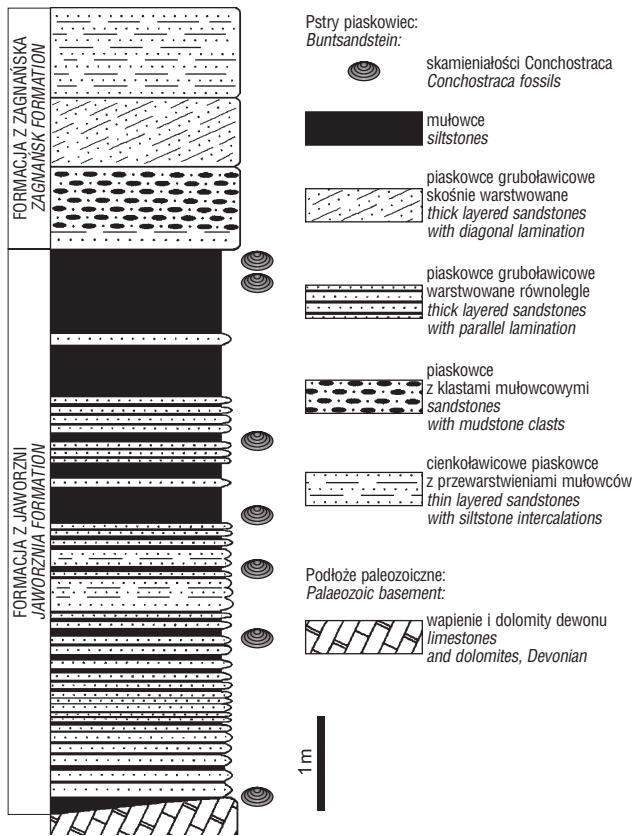 FORMACJA Z ZAGNAŃSKA
ZAGNAŃSK FORMATION
FORMACJA Z JAWORZNI
JAWORZNIA FORMATION
Pstry piaskowiec:
Buntsandstein:
skamieniałości Conchostraca
Conchostraca fossils
mułowce
siltstones
piaskowce gruboławicowe
skośnie warstwowane
thick layered sandstones
with diagonal lamination
piaskowce gruboławicowe
warstwowane równolegle
thick layered sandstones
with parallel lamination
piaskowce
z klastami mułowcowymi
sandstones
with mudstone clasts
cienkoławicowe piaskowce
z przewarstwieniami mułowców
thin layered sandstones
with siltstone intercalations
Podłoże paleozoiczne:
Palaeozoic basement:
wapienie i dolomity dewonu
limestones
and dolomites, Devonian
1 m